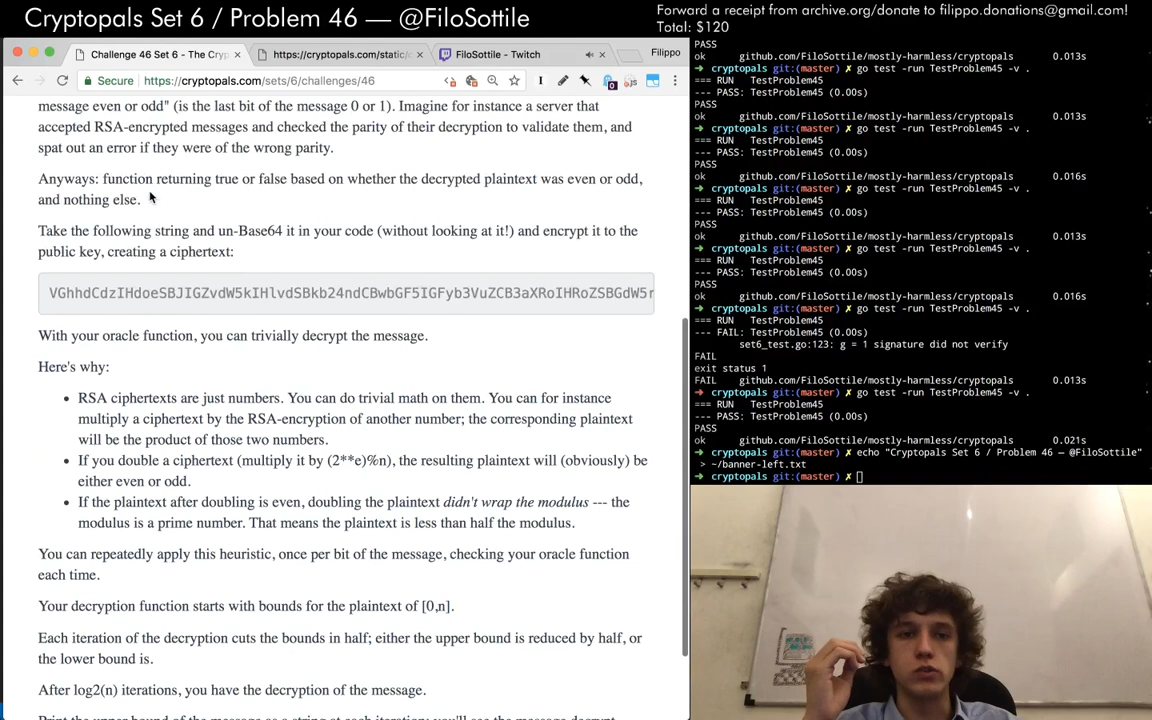 Cryptopals Set 6 / Problem 46 — @FiloSottile
Forward a receipt from archive.org/donate to filippo.donations@gmail.com!
Total: $120
Challenge 46 Set 6 - The Cry
https://cryptopals.com/static/c
FiloSottile - Twitch
Filippo
Secure
https://cryptopals.com/sets/6/challenges/46
message even or odd" (is the last bit of the message 0 or 1). Imagine for instance a server that
accepted RSA-encrypted messages and checked the parity of their decryption to validate them, and
spat out an error if they were of the wrong parity.
Anyways: function returning true or false based on whether the decrypted plaintext was even or odd,
and nothing else.
Take the following string and un-Base64 it in your code (without looking at it!) and encrypt it to the
public key, creating a ciphertext:
VGhhdCdzIHdoeSBJIGZvdW5kIHlvdSBkb24ndCBwbGF5IGFyb3VuZCB3aXRoIHRoZSBGdW5r
With your oracle function, you can trivially decrypt the message.
Here's why:
• RSA ciphertexts are just numbers. You can do trivial math on them. You can for instance
multiply a ciphertext by the RSA-encryption of another number; the corresponding plaintext
will be the product of those two numbers.
• If you double a ciphertext (multiply it by (2**e)%n), the resulting plaintext will (obviously) be
either even or odd.
• If the plaintext after doubling is even, doubling the plaintext didn't wrap the modulus --- the
modulus is a prime number. That means the plaintext is less than half the modulus.
You can repeatedly apply this heuristic, once per bit of the message, checking your oracle function
each time.
Your decryption function starts with bounds for the plaintext of [0,n].
Each iteration of the decryption cuts the bounds in half; either the upper bound is reduced by half, or
the lower bound is.
After log2(n) iterations, you have the decryption of the message.
Print the upper bound of the message as a string at each iteration; you'll see the message decrypt
PASS
ok github.com/FiloSottile/mostly-harmless/cryptopals 0.013s
➜ cryptopals git:(master) ✗ go test -run TestProblem45 -v .
=== RUN TestProblem45
--- PASS: TestProblem45 (0.00s)
PASS
ok github.com/FiloSottile/mostly-harmless/cryptopals 0.013s
➜ cryptopals git:(master) ✗ go test -run TestProblem45 -v .
=== RUN TestProblem45
--- PASS: TestProblem45 (0.00s)
PASS
ok github.com/FiloSottile/mostly-harmless/cryptopals 0.016s
➜ cryptopals git:(master) ✗ go test -run TestProblem45 -v .
=== RUN TestProblem45
--- PASS: TestProblem45 (0.00s)
PASS
ok github.com/FiloSottile/mostly-harmless/cryptopals 0.013s
➜ cryptopals git:(master) ✗ go test -run TestProblem45 -v .
=== RUN TestProblem45
--- PASS: TestProblem45 (0.00s)
PASS
ok github.com/FiloSottile/mostly-harmless/cryptopals 0.016s
➜ cryptopals git:(master) ✗ go test -run TestProblem45 -v .
=== RUN TestProblem45
--- FAIL: TestProblem45 (0.00s)
set6_test.go:123: g = 1 signature did not verify
FAIL
exit status 1
FAIL github.com/FiloSottile/mostly-harmless/cryptopals 0.013s
➜ cryptopals git:(master) ✗ go test -run TestProblem45 -v .
=== RUN TestProblem45
--- PASS: TestProblem45 (0.00s)
PASS
ok github.com/FiloSottile/mostly-harmless/cryptopals 0.021s
➜ cryptopals git:(master) ✗ echo "Cryptopals Set 6 / Problem 46 — @FiloSottile"
> ~/banner-left.txt
➜ cryptopals git:(master) ✗